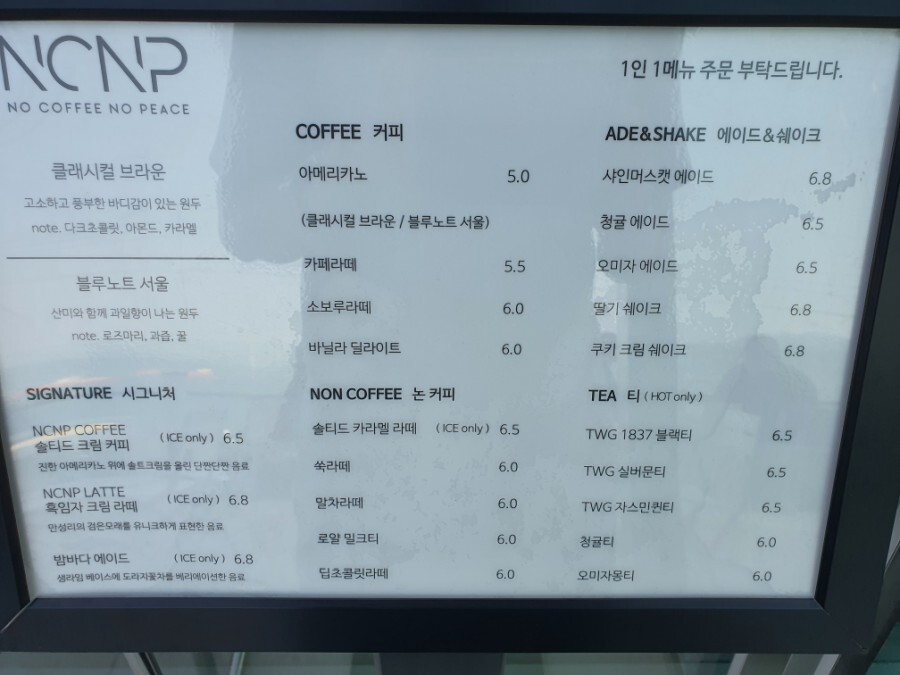 NCNP
NO COFFEE NO PEACE
1인 1메뉴 주문 부탁드립니다.
클래시컬 브라운
고소하고 풍부한 바디감이 있는 원두
note. 다크초콜릿, 아몬드, 카라멜
블루노트 서울
산미와 함께 과일향이 나는 원두
note. 로즈마리, 과즙, 꿀
COFFEE 커피
아메리카노 5.0
(클래시컬 브라운 / 블루노트 서울)
카페라떼 5.5
소보루라떼 6.0
바닐라 딜라이트 6.0
ADE&SHAKE 에이드&쉐이크
샤인머스캣 에이드 6.8
청귤 에이드 6.5
오미자 에이드 6.5
딸기 쉐이크 6.8
쿠키 크림 쉐이크 6.8
SIGNATURE 시그니처
NCNP COFFEE
솔티드 크림 커피 (ICE only) 6.5
진한 아메리카노 위에 솔트크림을 올린 단짠단짠 음료
NCNP LATTE
흑임자 크림 라떼 (ICE only) 6.8
만성리의 검은모래를 유니크하게 표현한 음료
밤바다 에이드 (ICE only) 6.8
생라임 베이스에 도라지꽃차를 베리에이션한 음료
NON COFFEE 논 커피
솔티드 카라멜 라떼 (ICE only) 6.5
쑥라떼 6.0
말차라떼 6.0
로얄 밀크티 6.0
딥초콜릿라떼 6.0
TEA 티 (HOT only)
TWG 1837 블랙티 6.5
TWG 실버문티 6.5
TWG 자스민퀸티 6.5
청귤티 6.0
오미자몽티 6.0